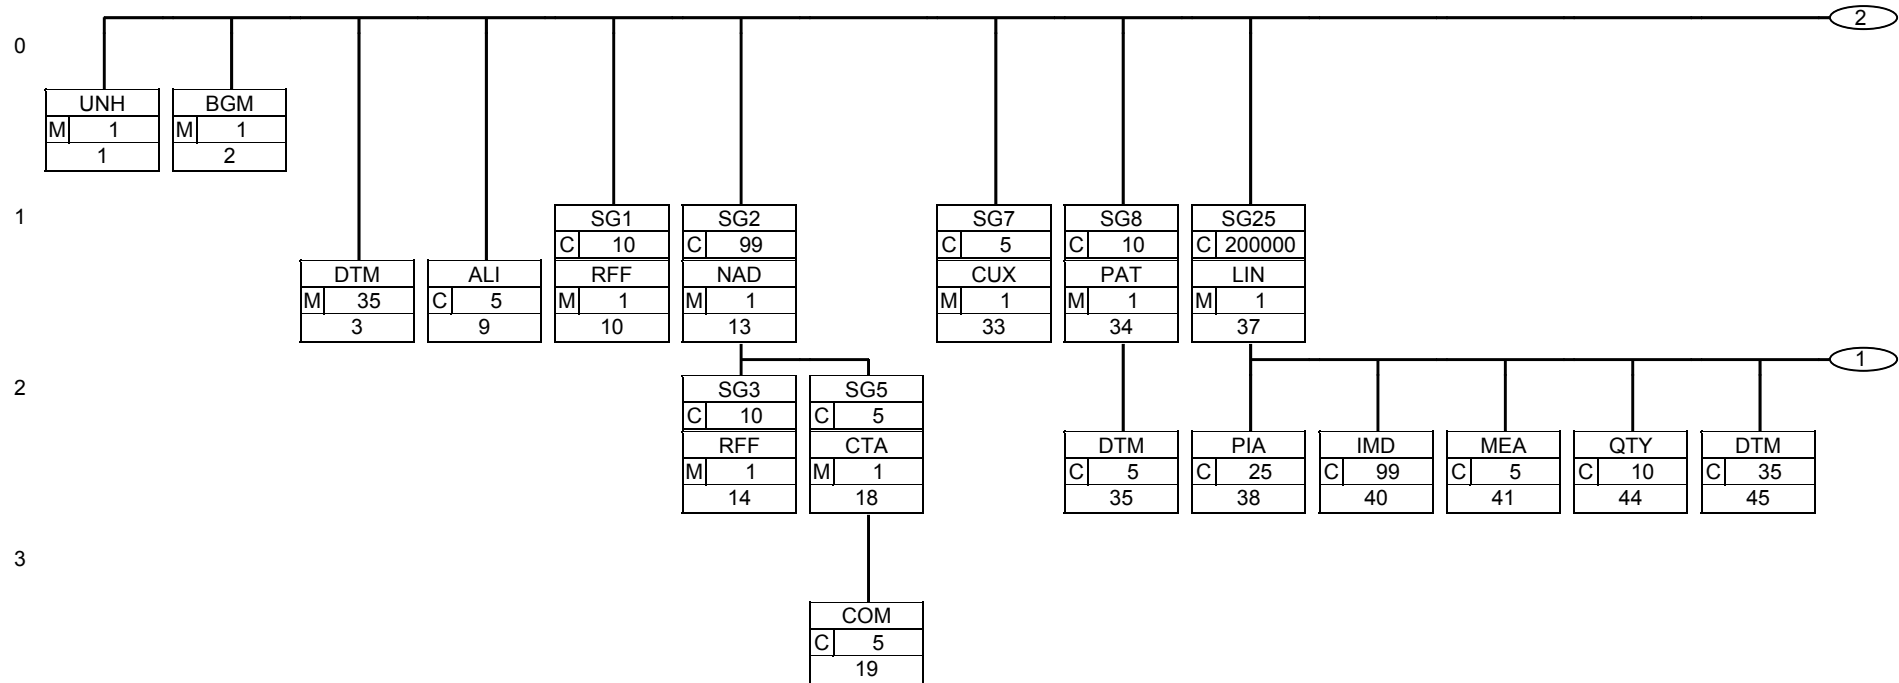 2
0
UNH BGM
M 1 M 1
1 2
1
SG1 SG2 SG7 SG8 SG25
C 10 C 99 C 5 C 10 C 200000
DTM ALI RFF NAD CUX PAT LIN
M 35 C 5 M 1 M 1 M 1 M 1 M 1
3 9 10 13 33 34 37
1
2
SG3 SG5
C 10 C 5
RFF CTA DTM PIA IMD MEA QTY DTM
M 1 M 1 C 5 C 25 C 99 C 5 C 10 C 35
14 18 35 38 40 41 44 45
3
COM
C 5
19